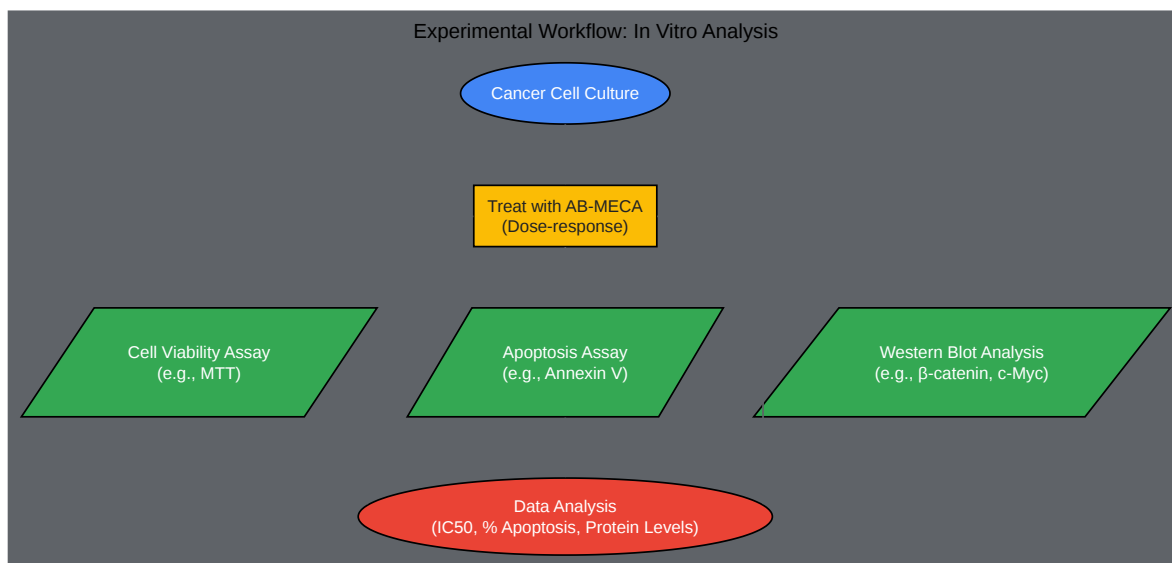 Experimental Workflow: In Vitro Analysis
Cancer Cell Culture
Treat with AB-MECA
(Dose-response)
Cell Viability Assay
(e.g., MTT)
Apoptosis Assay
(e.g., Annexin V)
Western Blot Analysis
(e.g., β-catenin, c-Myc)
Data Analysis
(IC50, % Apoptosis, Protein Levels)